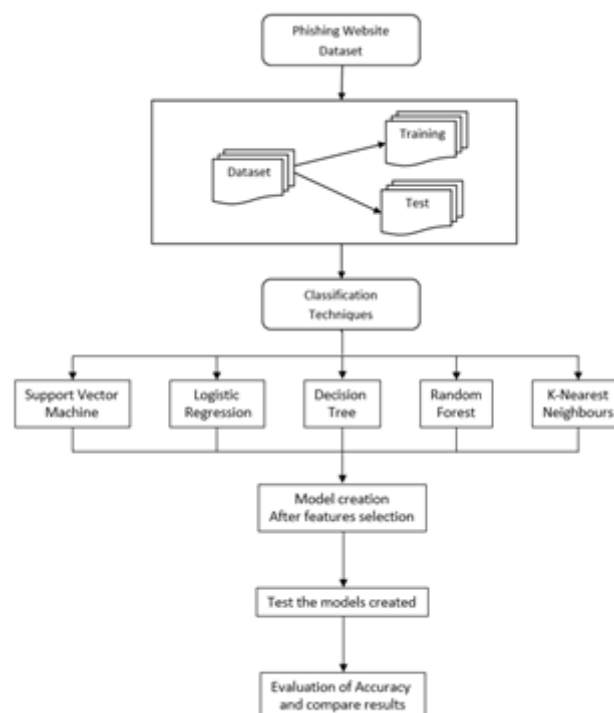 Phishing Website
Dataset
Training
Dataset
Test
Classification
Techniques
Support Vector
Machine
Logistic
Regression
Decision
Tree
Random
Forest
K-Nearest
Neighbours
Model creation
After features selection
Test the models created
Evaluation of Accuracy
and compare results